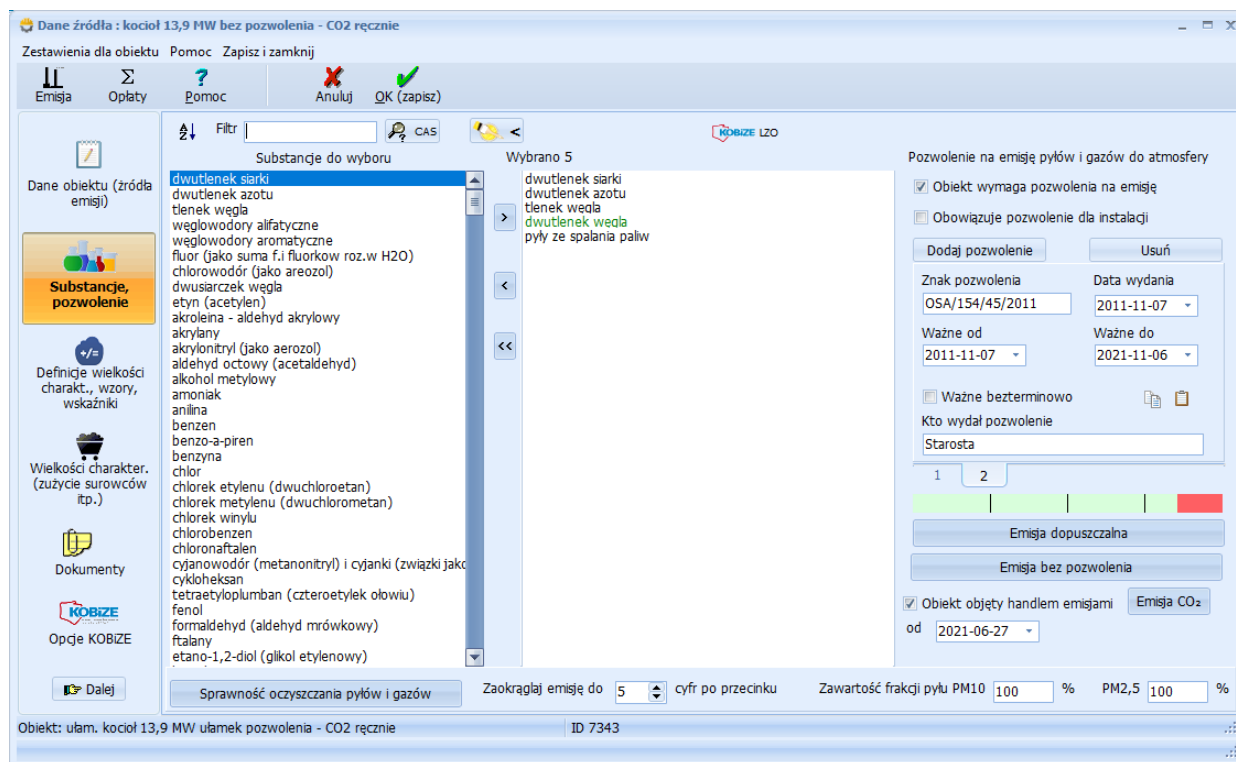 Dane źródła : kocioł 13,9 MW bez pozwolenia - CO2 ręcznie
Zestawienia dla obiektu Pomoc Zapisz i zamknij
Emisja Opłaty Pomoc Anuluj OK (zapisz)
Dane obiektu (żródła emisji)
Substancje, pozwolenie
Definicje wielkości charakt., wzory, wskaźniki
Wielkości charakter. (zużycie surowców itp.)
Dokumenty
KOBiZE
Opcje KOBiZE
Dalej
Filtr
CAS
<
KOBiZE LZO
Substancje do wyboru
dwutlenek siarki
dwutlenek azotu
tlenek węgla
węglowodory alifatyczne
węglowodory aromatyczne
fluor (jako suma f.i fluorkow roz.w H2O)
chlorowodór (jako areozol)
dwusiarczek węgla
etyn (acetylen)
akroleina - aldehyd akrylowy
akrylany
akrylonitryl (jako aerozol)
aldehyd octowy (acetaldehyd)
alkohol metylowy
amoniak
anilina
benzen
benzo-a-piren
benzyna
chlor
chlorek etylenu (dwuchloroetan)
chlorek metylenu (dwuchlorometan)
chlorek winylu
chlorobenzen
chloronaftalen
cyjanowodór (metanonitryl) i cyjanki (związki jako
cykloheksan
tetraetyloplumban (czteroetylek ołowiu)
fenol
formaldehyd (aldehyd mrówkowy)
ftalany
etano-1,2-diol (glikol etylenowy)
>
<
<<
Wybrano 5
dwutlenek siarki
dwutlenek azotu
tlenek węgla
dwutlenek węgla
pyły ze spalania paliw
Pozwolenie na emisję pyłów i gazów do atmosfery
Obiekt wymaga pozwolenia na emisję
Obowiązuje pozwolenie dla instalacji
Dodaj pozwolenie Usuń
Znak pozwolenia Data wydania
OSA/154/45/2011 2011-11-07
Ważne od Ważne do
2011-11-07 2021-11-06
Ważne bezterminowo
Kto wydał pozwolenie
Starosta
1 2
Emisja dopuszczalna
Emisja bez pozwolenia
Obiekt objęty handlem emisjami Emisja CO₂
od 2021-06-27
Sprawność oczyszczania pyłów i gazów Zaokrąglaj emisję do 5 cyfr po przecinku Zawartość frakcji pyłu PM10 100 % PM2,5 100 %
Obiekt: ułam. kocioł 13,9 MW ułamek pozwolenia - CO2 ręcznie ID 7343